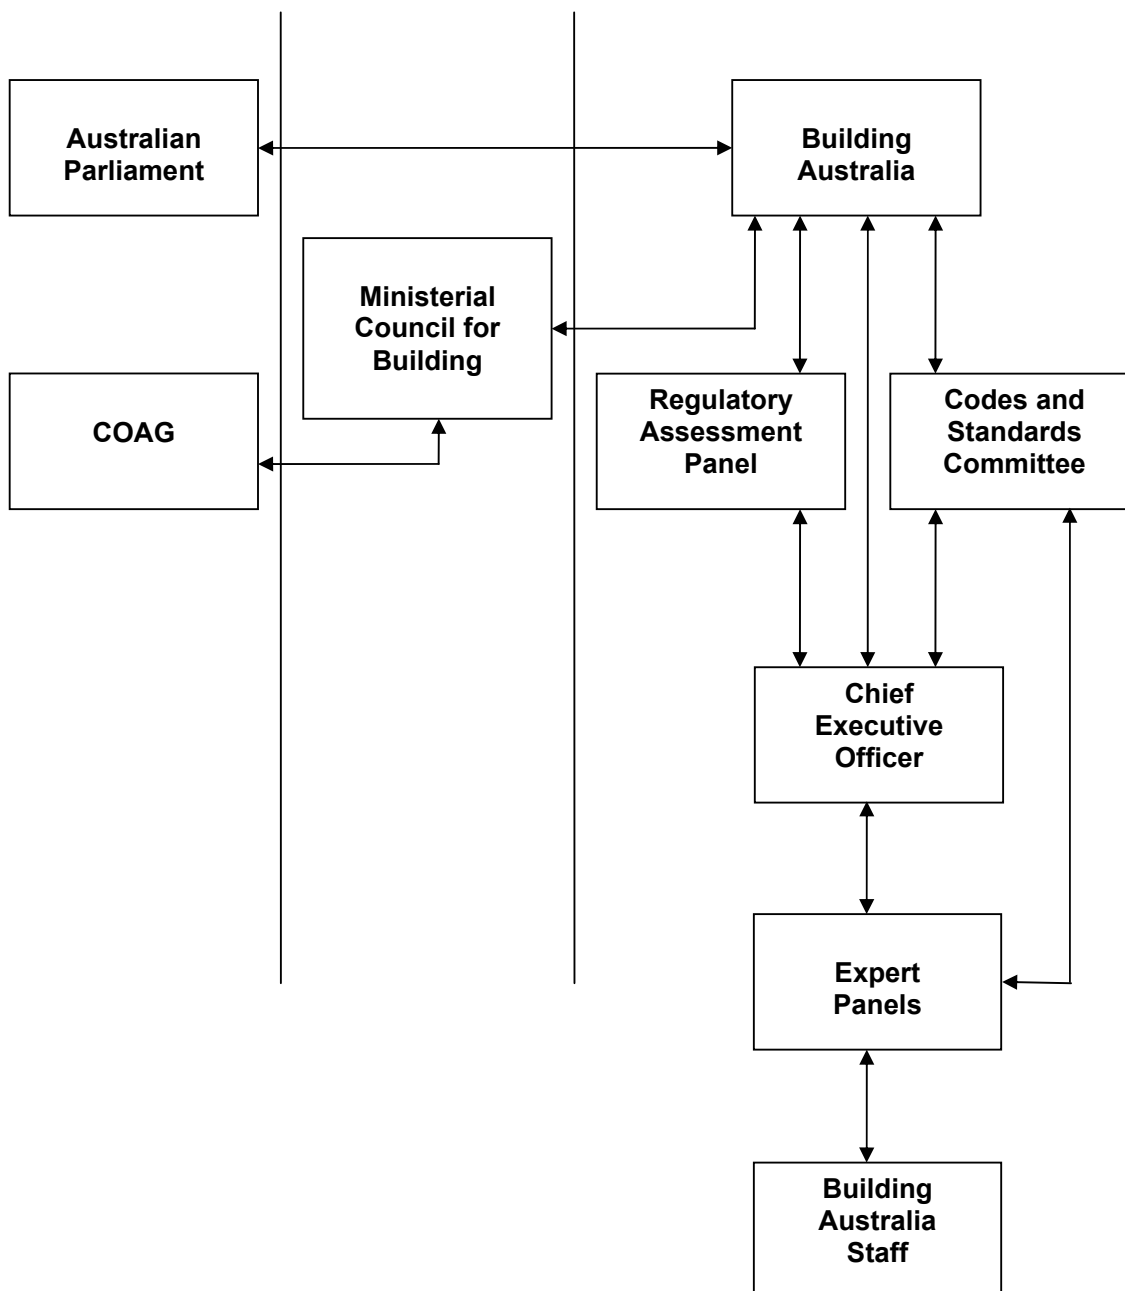 Australian
Parliament
Building
Australia
Ministerial
Council for
Building
COAG
Regulatory
Assessment
Panel
Codes and
Standards
Committee
Chief
Executive
Officer
Expert
Panels
Building
Australia
Staff